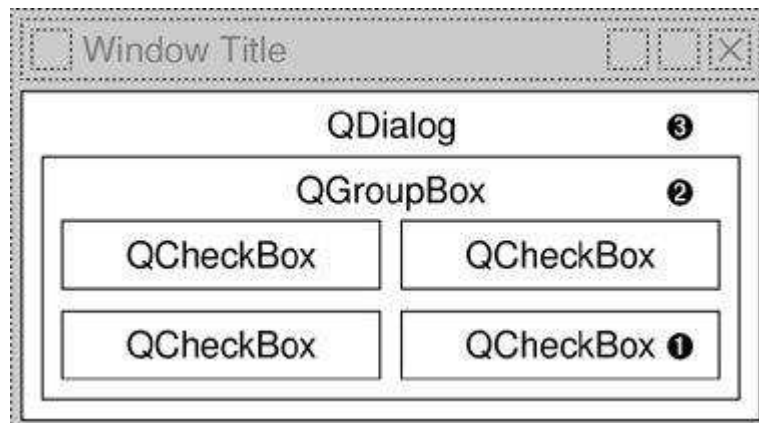 Window Title
QDialog ❸
QGroupBox ❷
QCheckBox QCheckBox
QCheckBox QCheckBox ❶